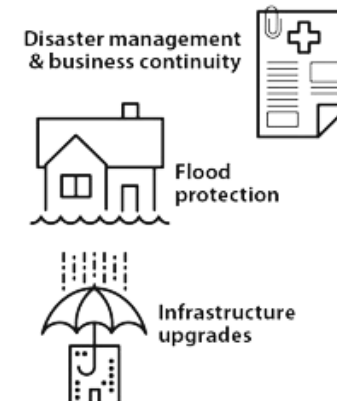 Disaster management
& business continuity
Flood
protection
Infrastructure
upgrades